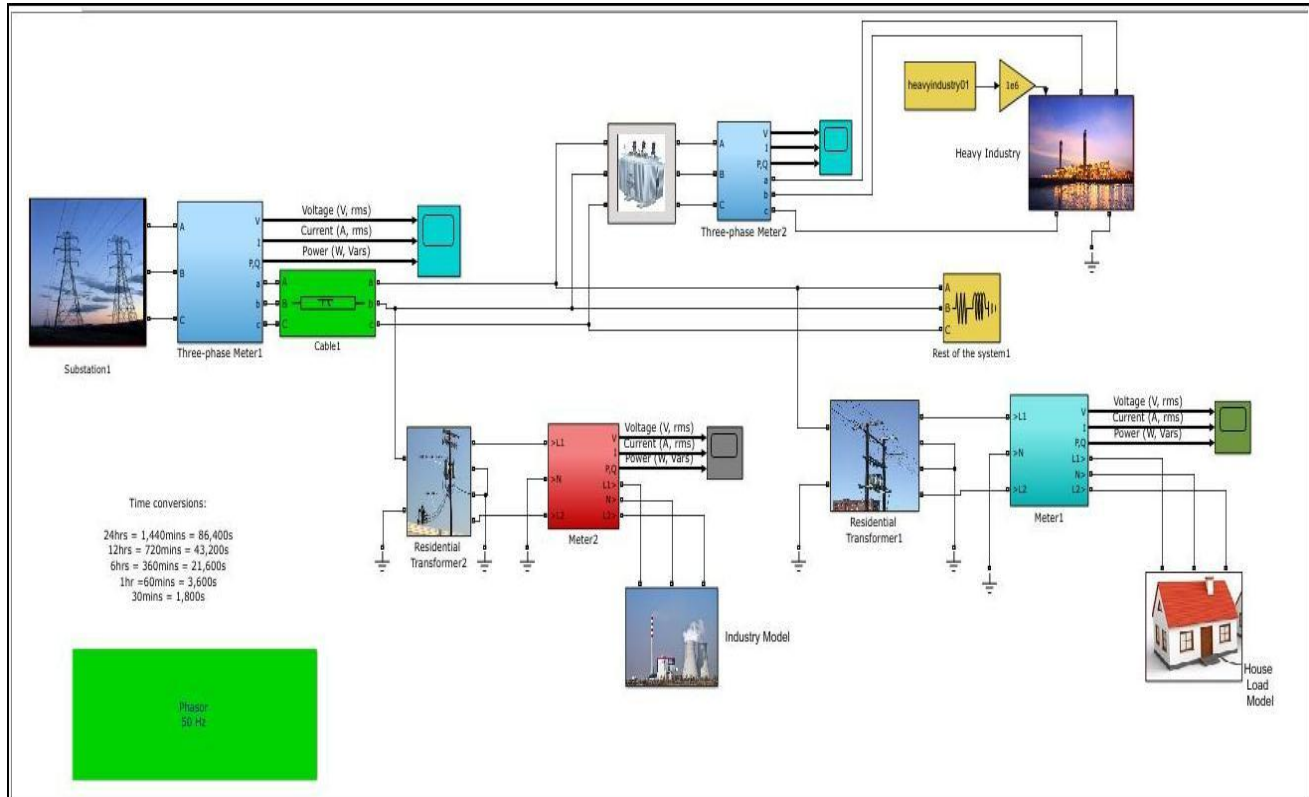 heavyindustry01
1e6
Heavy Industry
V
I
P,Q
A
a
B
b
C
c
Three-phase Meter2
Voltage (V, rms)
Current (A, rms)
Power (W, Vars)
A
B
C
V
I
P,Q
a
b
c
A
B
C
a
b
c
Substation1
Three-phase Meter1
Cable1
A
B
C
Rest of the system1
Voltage (V, rms)
Current (A, rms)
Power (W, Vars)
>L1
>N
>L2
V
I
P,Q
L1>
N>
L2>
Residential
Transformer2
Meter2
Industry Model
Voltage (V, rms)
Current (A, rms)
Power (W, Vars)
>L1
>N
>L2
V
I
P,Q
L1>
N>
L2>
Residential
Transformer1
Meter1
House
Load
Model
Time conversions:
24hrs = 1,440mins = 86,400s
12hrs = 720mins = 43,200s
6hrs = 360mins = 21,600s
1hr =60mins = 3,600s
30mins = 1,800s
Phasor
50 Hz